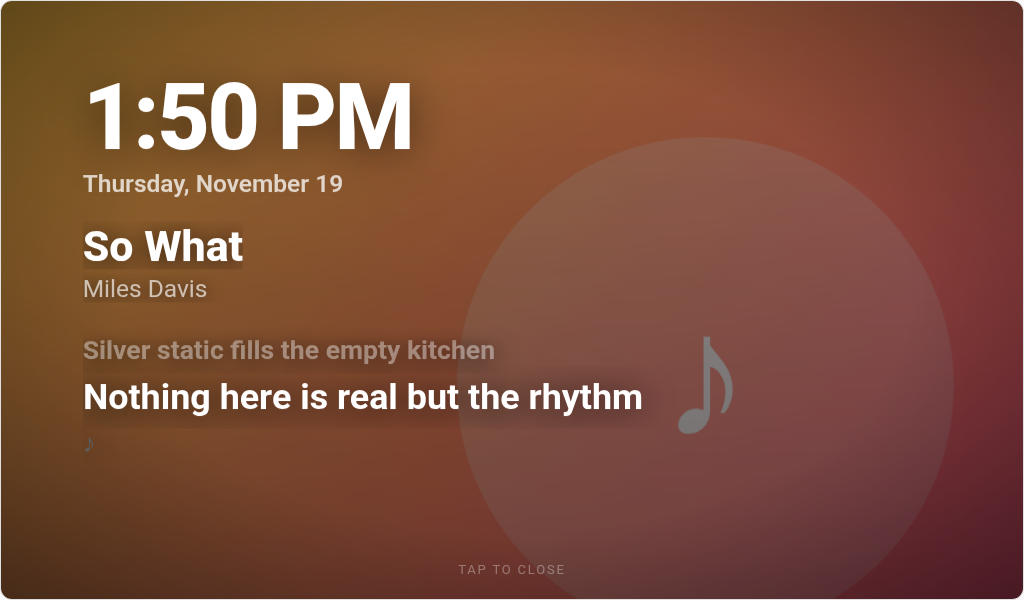 1:50 PM
Thursday, November 19
So What
Miles Davis
Silver static fills the empty kitchen
Nothing here is real but the rhythm
♪
TAP TO CLOSE